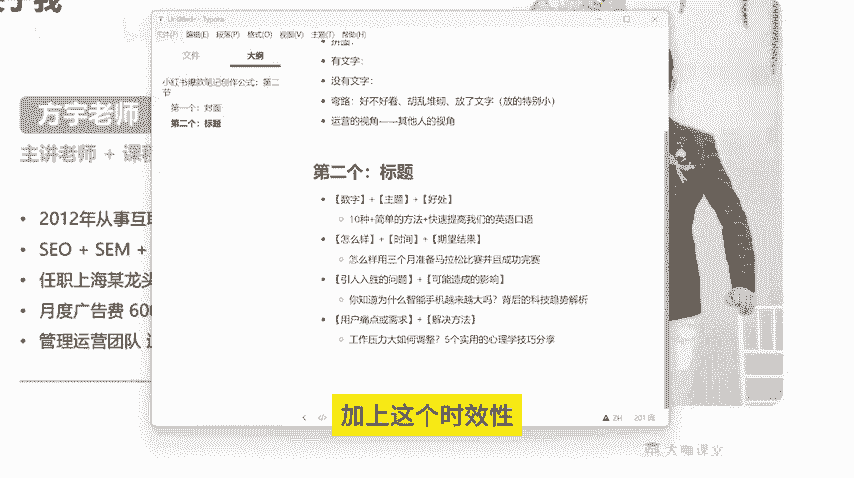 Untitled - Typora
文件(F) 编辑(E) 段落(P) 格式(O) 视图(V) 主题(T) 帮助(H)
文件 大纲
小红书爆款笔记创作公式：第二节
第一个：封面
第二个：标题
有文字：
没有文字：
弯路：好不好看、胡乱堆砌、放了文字（放的特别小）
运营的视角——其他人的视角
第二个：标题
【数字】+【主题】+【好处】
10种+简单的方法+快速提高我们的英语口语
【怎么样】+【时间】+【期望结果】
怎么样用三个月准备马拉松比赛并且成功完赛
【引人入胜的问题】+【可能造成的影响】
你知道为什么智能手机越来越大吗？背后的科技趋势解析
【用户痛点或需求】+【解决方法】
工作压力大如何调整？5个实用的心理学技巧分享
方宇老师
主讲老师 + 课程
2012年从事互联
SEO + SEM +
任职上海某龙头
月度广告费 600
管理运营团队
ZH 201 词
加上这个时效性
大咖课堂